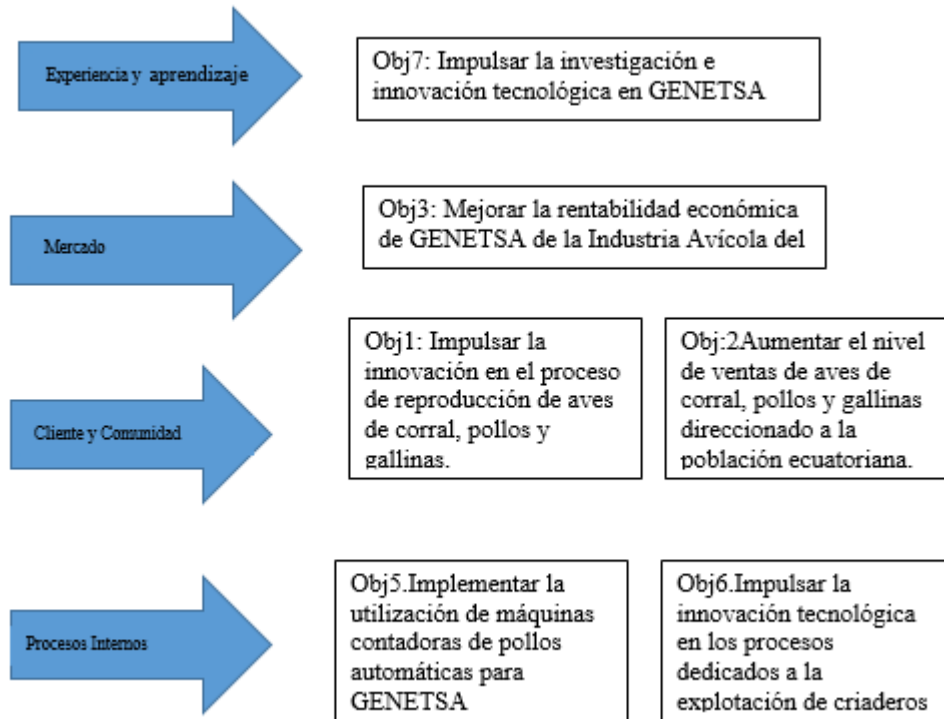 Experiencia y aprendizaje
Obj7: Impulsar la investigación e
innovación tecnológica en GENETSA
Mercado
Obj3: Mejorar la rentabilidad económica
de GENETSA de la Industria Avícola del
Cliente y Comunidad
Obj1: Impulsar la
innovación en el proceso
de reproducción de aves
de corral, pollos y
gallinas.
Obj:2Aumentar el nivel
de ventas de aves de
corral, pollos y gallinas
direccionado a la
población ecuatoriana.
Procesos Internos
Obj5.Implementar la
utilización de máquinas
contadoras de pollos
automáticas para
GENETSA
Obj6.Impulsar la
innovación tecnológica
en los procesos
dedicados a la
explotación de criaderos